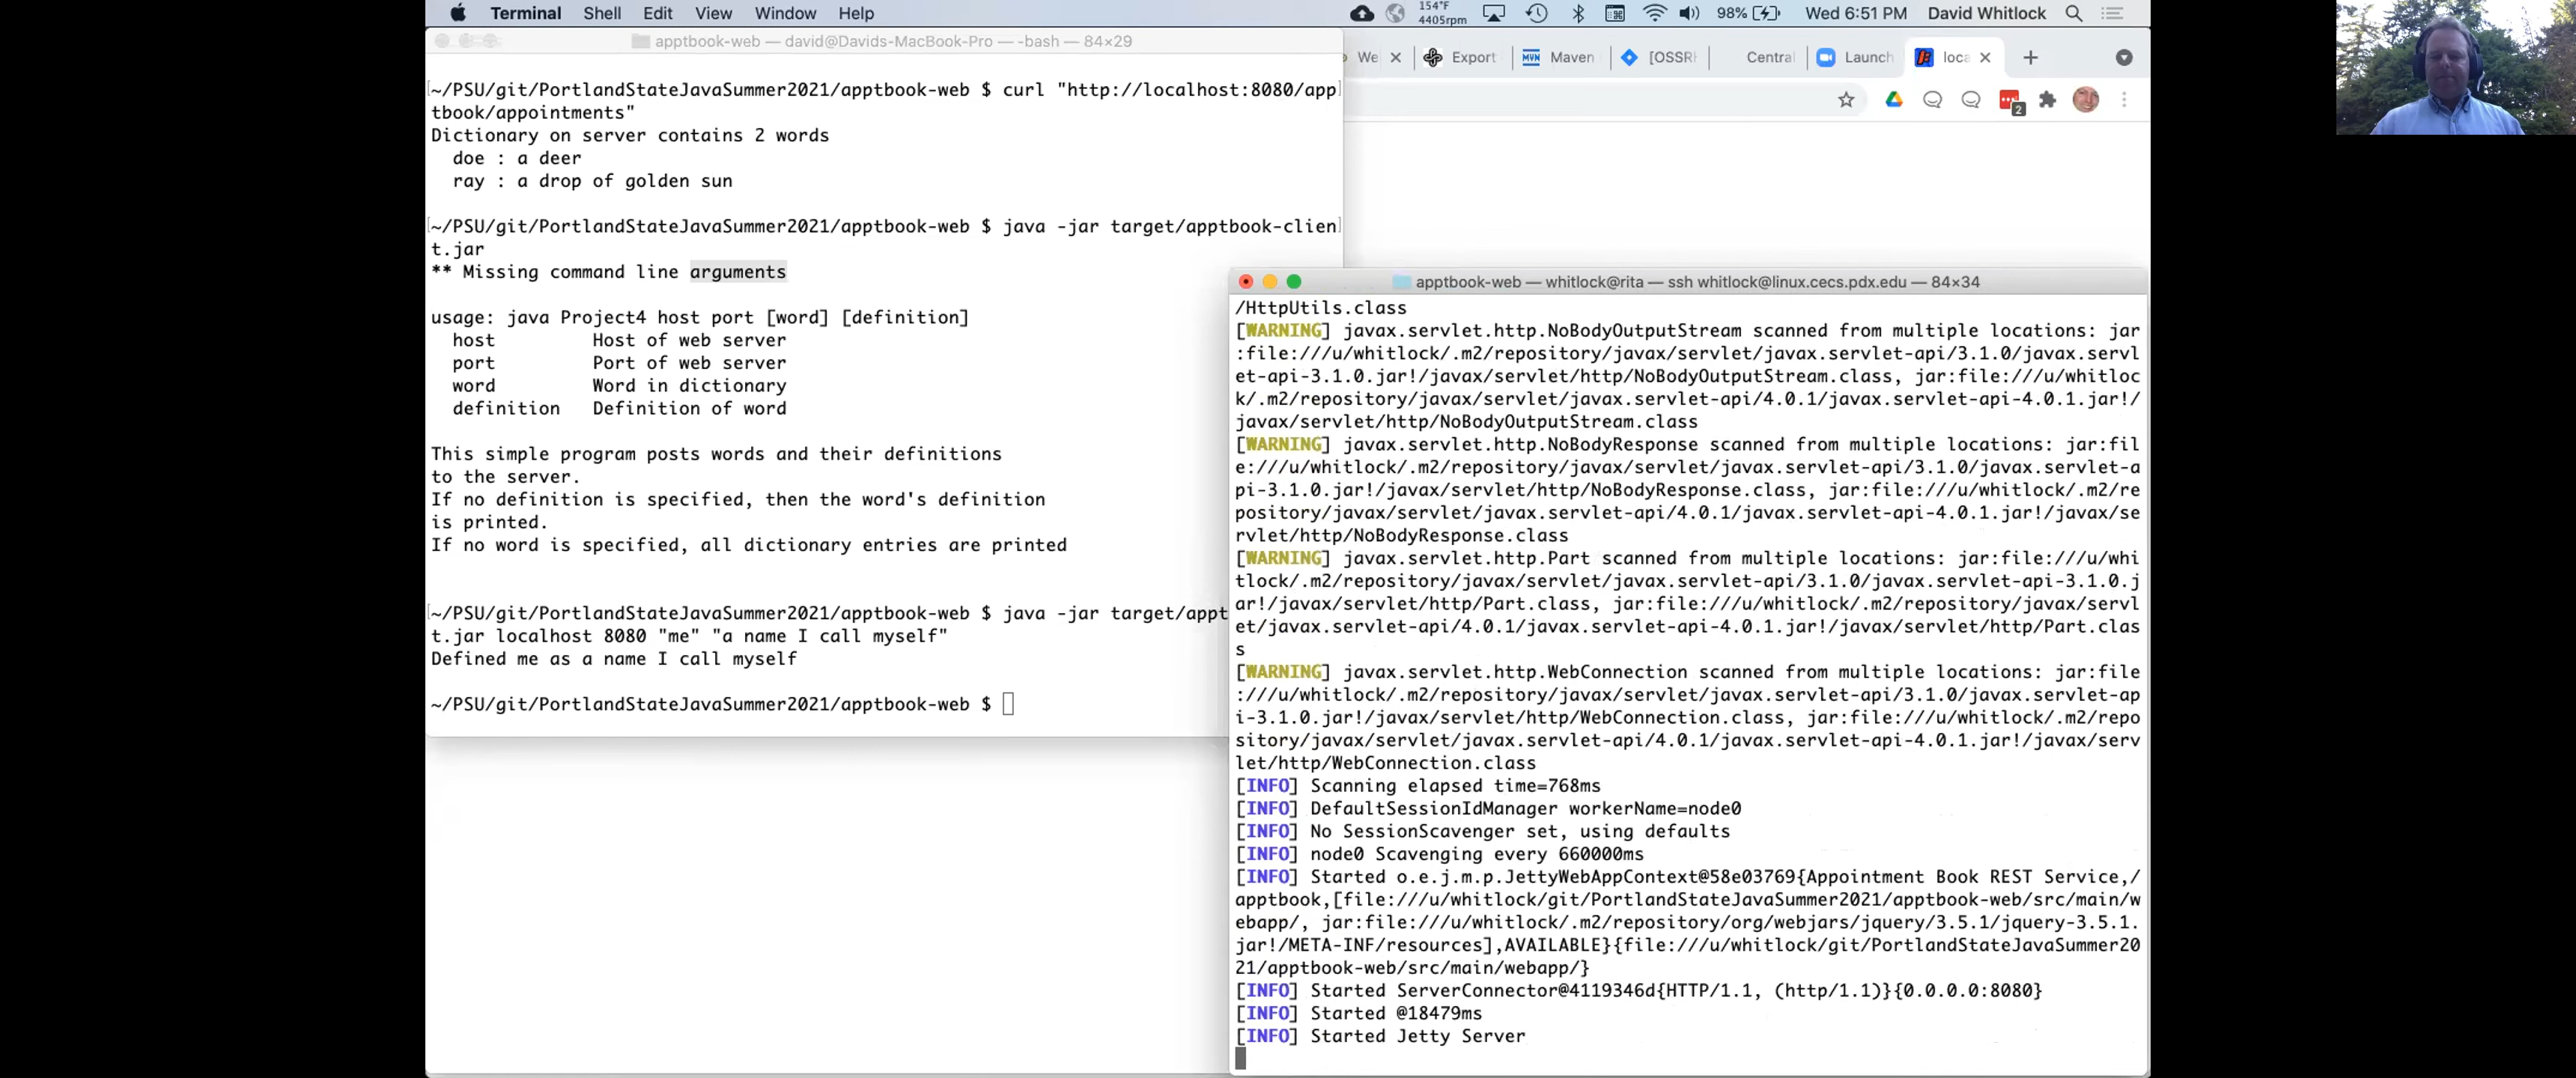 Terminal Shell Edit View Window Help
154°F
4405rpm
98% Wed 6:51 PM David Whitlock
apptbook-web — david@Davids-MacBook-Pro — -bash — 84×29
We Export Maven [OSSRH Central Launch loca
2
~/PSU/git/PortlandStateJavaSummer2021/apptbook-web $ curl "http://localhost:8080/app
tbook/appointments"
Dictionary on server contains 2 words
doe : a deer
ray : a drop of golden sun
~/PSU/git/PortlandStateJavaSummer2021/apptbook-web $ java -jar target/apptbook-clien
t.jar
** Missing command line arguments
usage: java Project4 host port [word] [definition]
host Host of web server
port Port of web server
word Word in dictionary
definition Definition of word
This simple program posts words and their definitions
to the server.
If no definition is specified, then the word's definition
is printed.
If no word is specified, all dictionary entries are printed
~/PSU/git/PortlandStateJavaSummer2021/apptbook-web $ java -jar target/appt
t.jar localhost 8080 "me" "a name I call myself"
Defined me as a name I call myself
~/PSU/git/PortlandStateJavaSummer2021/apptbook-web $
apptbook-web — whitlock@rita — ssh whitlock@linux.cecs.pdx.edu — 84×34
/HttpUtils.class
[WARNING] javax.servlet.http.NoBodyOutputStream scanned from multiple locations: jar
:file:///u/whitlock/.m2/repository/javax/servlet/javax.servlet-api/3.1.0/javax.servl
et-api-3.1.0.jar!/javax/servlet/http/NoBodyOutputStream.class, jar:file:///u/whitloc
k/.m2/repository/javax/servlet/javax.servlet-api/4.0.1/javax.servlet-api-4.0.1.jar!/
javax/servlet/http/NoBodyOutputStream.class
[WARNING] javax.servlet.http.NoBodyResponse scanned from multiple locations: jar:fil
e:///u/whitlock/.m2/repository/javax/servlet/javax.servlet-api/3.1.0/javax.servlet-a
pi-3.1.0.jar!/javax/servlet/http/NoBodyResponse.class, jar:file:///u/whitlock/.m2/re
pository/javax/servlet/javax.servlet-api/4.0.1/javax.servlet-api-4.0.1.jar!/javax/se
rvlet/http/NoBodyResponse.class
[WARNING] javax.servlet.http.Part scanned from multiple locations: jar:file:///u/whi
tlock/.m2/repository/javax/servlet/javax.servlet-api/3.1.0/javax.servlet-api-3.1.0.j
ar!/javax/servlet/http/Part.class, jar:file:///u/whitlock/.m2/repository/javax/servl
et/javax.servlet-api/4.0.1/javax.servlet-api-4.0.1.jar!/javax/servlet/http/Part.clas
s
[WARNING] javax.servlet.http.WebConnection scanned from multiple locations: jar:file
:///u/whitlock/.m2/repository/javax/servlet/javax.servlet-api/3.1.0/javax.servlet-ap
i-3.1.0.jar!/javax/servlet/http/WebConnection.class, jar:file:///u/whitlock/.m2/repo
sitory/javax/servlet/javax.servlet-api/4.0.1/javax.servlet-api-4.0.1.jar!/javax/serv
let/http/WebConnection.class
[INFO] Scanning elapsed time=768ms
[INFO] DefaultSessionIdManager workerName=node0
[INFO] No SessionScavenger set, using defaults
[INFO] node0 Scavenging every 660000ms
[INFO] Started o.e.j.m.p.JettyWebAppContext@58e03769{Appointment Book REST Service,/
apptbook,[file:///u/whitlock/git/PortlandStateJavaSummer2021/apptbook-web/src/main/w
ebapp/, jar:file:///u/whitlock/.m2/repository/org/webjars/jquery/3.5.1/jquery-3.5.1.
jar!/META-INF/resources],AVAILABLE}{file:///u/whitlock/git/PortlandStateJavaSummer20
21/apptbook-web/src/main/webapp/}
[INFO] Started ServerConnector@4119346d{HTTP/1.1, (http/1.1)}{0.0.0.0:8080}
[INFO] Started @18479ms
[INFO] Started Jetty Server